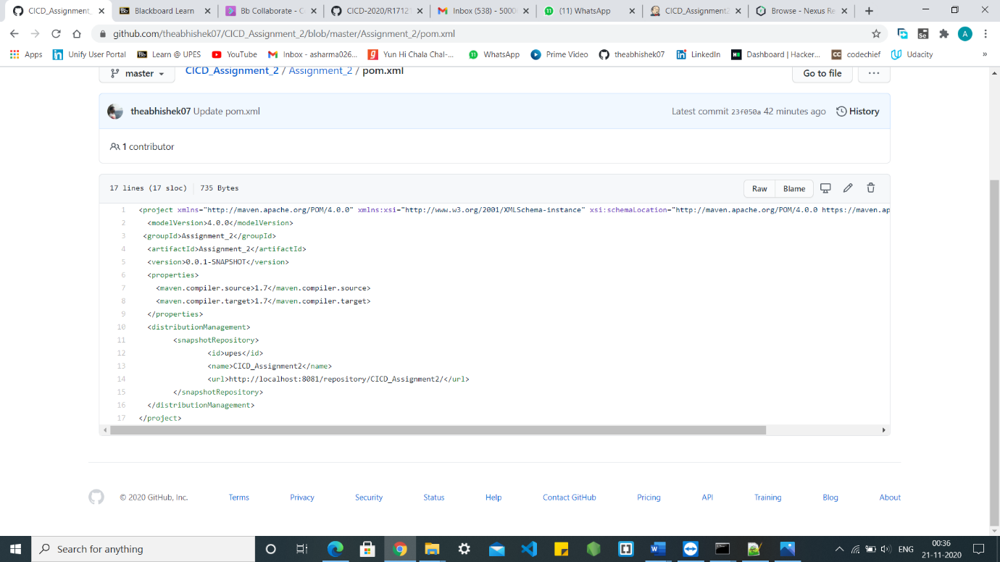 CICD_Assignment_
Blackboard Learn
Bb Collaborate - C
CICD-2020/R1712
Inbox (538) - 5000
(11) WhatsApp
CICD_Assignment2
Browse - Nexus Re
github.com/theabhishek07/CICD_Assignment_2/blob/master/Assignment_2/pom.xml
A
Apps
Unify User Portal
Bb Learn @ UPES
YouTube
Inbox - asharma026...
Yun Hi Chala Chal-...
WhatsApp
Prime Video
theabhishek07
LinkedIn
Dashboard | Hacker...
codechief
Udacity
»
master
CICD_Assignment_2 / Assignment_2 / pom.xml
Go to file
...
theabhishek07 Update pom.xml
Latest commit 23f050a 42 minutes ago
History
1 contributor
17 lines (17 sloc)
735 Bytes
Raw
Blame
1 <project xmlns="http://maven.apache.org/POM/4.0.0" xmlns:xsi="http://www.w3.org/2001/XMLSchema-instance" xsi:schemaLocation="http://maven.apache.org/POM/4.0.0 https://maven.ap
2 <modelVersion>4.0.0</modelVersion>
3 <groupId>Assignment_2</groupId>
4 <artifactId>Assignment_2</artifactId>
5 <version>0.0.1-SNAPSHOT</version>
6 <properties>
7 <maven.compiler.source>1.7</maven.compiler.source>
8 <maven.compiler.target>1.7</maven.compiler.target>
9 </properties>
10 <distributionManagement>
11 <snapshotRepository>
12 <id>upes</id>
13 <name>CICD_Assignment2</name>
14 <url>http://localhost:8081/repository/CICD_Assignment2/</url>
15 </snapshotRepository>
16 </distributionManagement>
17 </project>
© 2020 GitHub, Inc.
Terms
Privacy
Security
Status
Help
Contact GitHub
Pricing
API
Training
Blog
About
Search for anything
ENG
00:36
21-11-2020